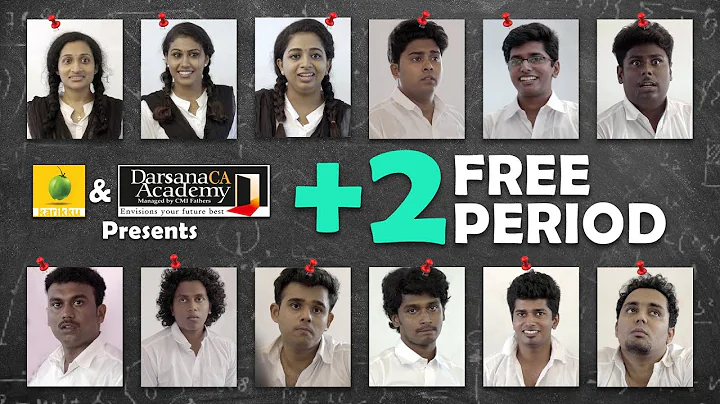 karikku
&
DarsanaCA
Academy
Managed by CMI Fathers
Envisions your future best
Presents
+2
FREE
PERIOD